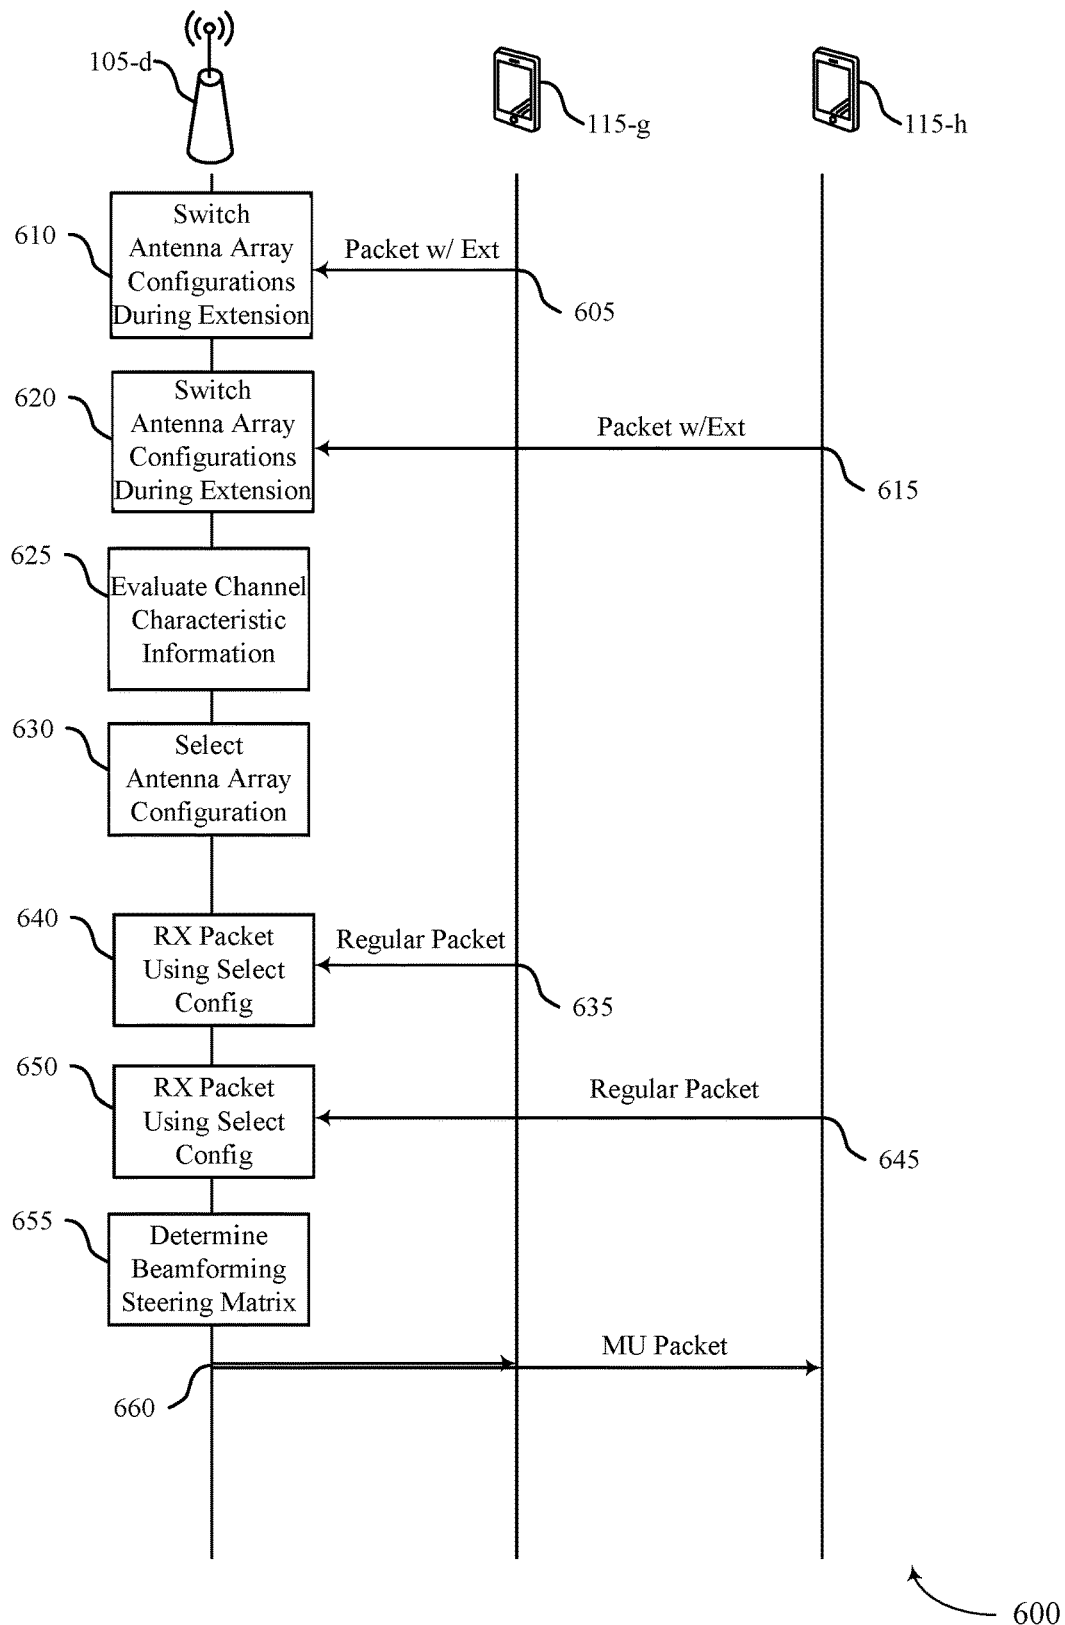 105-d
115-g
115-h
610
Switch
Antenna Array
Configurations
During Extension
Packet w/ Ext
605
620
Switch
Antenna Array
Configurations
During Extension
Packet w/Ext
615
625
Evaluate Channel
Characteristic
Information
630
Select
Antenna Array
Configuration
640
RX Packet
Using Select
Config
Regular Packet
635
650
RX Packet
Using Select
Config
Regular Packet
645
655
Determine
Beamforming
Steering Matrix
MU Packet
660
600